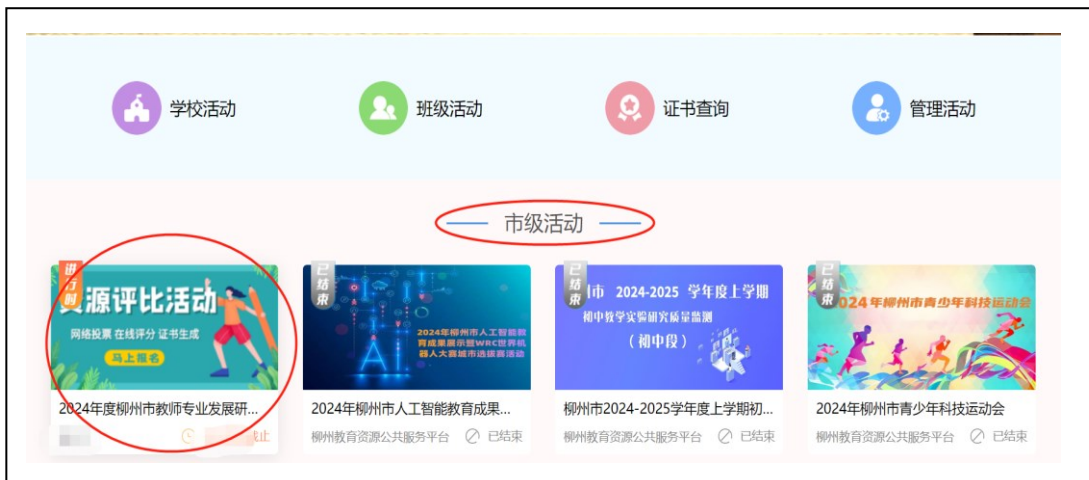 学校活动
班级活动
证书查询
管理活动
市级活动
进行时
源评比活动
网络投票 在线评分 证书生成
马上报名
2024年度柳州市教师专业发展研...
截止
已结束
2024年柳州市人工智能教
育成果展示暨WRC世界机
器人大赛城市选拔赛活动
AI
2024年柳州市人工智能教育成果...
柳州教育资源公共服务平台 已结束
已结束
市 2024-2025 学年度上学期
初中教学实验研究质量监测
（初中段）
柳州市2024-2025学年度上学期初...
柳州教育资源公共服务平台 已结束
已结束
2024年柳州市青少年科技运动会
2024年柳州市青少年科技运动会
柳州教育资源公共服务平台 已结束